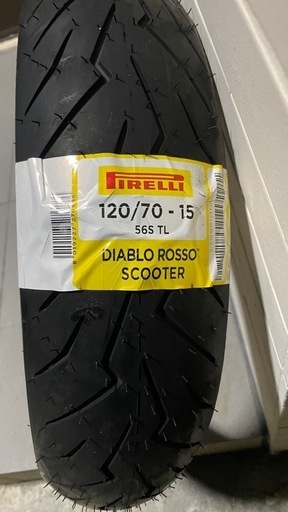 PIRELLI
120/70 - 15
56S TL
DIABLO ROSSO
SCOOTER